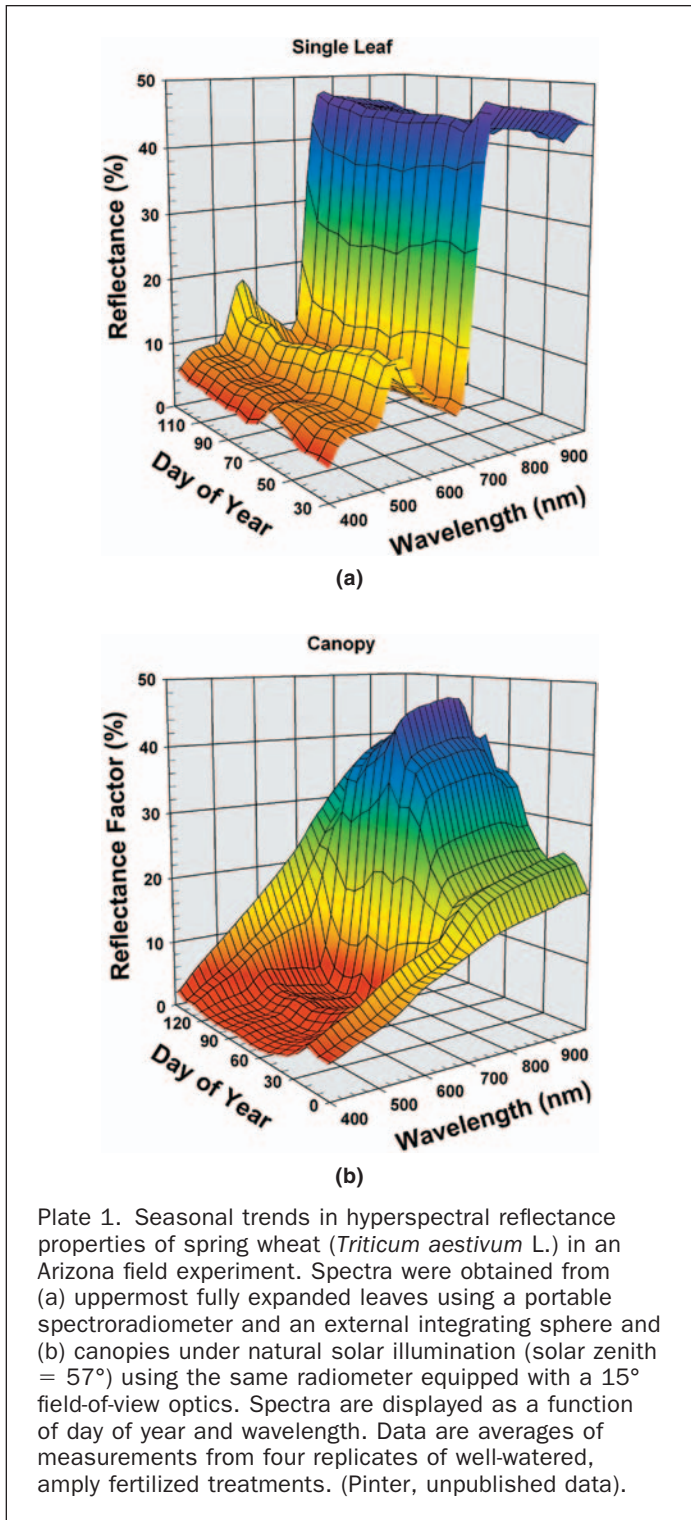 Single Leaf
50
40
30
20
10
0
Reflectance (%)
110
90
70
50
30
Day of Year
400
500
600
700
800
900
Wavelength (nm)
(a)
Canopy
50
40
30
20
10
0
Reflectance Factor (%)
120
90
60
30
0
Day of Year
400
500
600
700
800
900
Wavelength (nm)
(b)
Plate 1. Seasonal trends in hyperspectral reflectance
properties of spring wheat (Triticum aestivum L.) in an
Arizona field experiment. Spectra were obtained from
(a) uppermost fully expanded leaves using a portable
spectroradiometer and an external integrating sphere and
(b) canopies under natural solar illumination (solar zenith
= 57°) using the same radiometer equipped with a 15°
field-of-view optics. Spectra are displayed as a function
of day of year and wavelength. Data are averages of
measurements from four replicates of well-watered,
amply fertilized treatments. (Pinter, unpublished data).